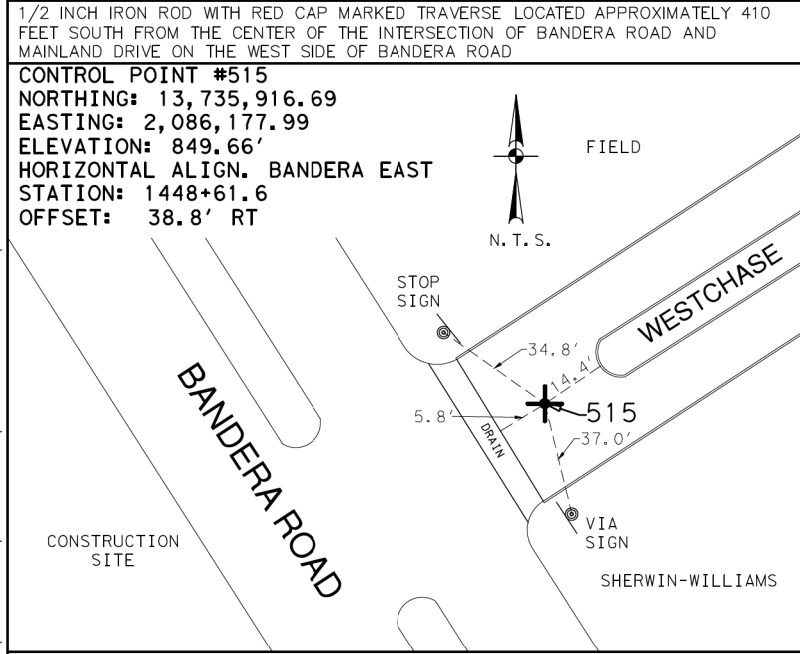 1/2 INCH IRON ROD WITH RED CAP MARKED TRAVERSE LOCATED APPROXIMATELY 410
FEET SOUTH FROM THE CENTER OF THE INTERSECTION OF BANDERA ROAD AND
MAINLAND DRIVE ON THE WEST SIDE OF BANDERA ROAD
CONTROL POINT #515
NORTHING: 13,735,916.69
EASTING: 2,086,177.99
ELEVATION: 849.66'
HORIZONTAL ALIGN. BANDERA EAST
STATION: 1448+61.6
OFFSET: 38.8' RT
FIELD
N.T.S.
STOP
SIGN
WESTCHASE
34.8'
14.4'
5.8'
515
DRAIN
37.0'
BANDERA ROAD
VIA
SIGN
CONSTRUCTION
SITE
SHERWIN-WILLIAMS